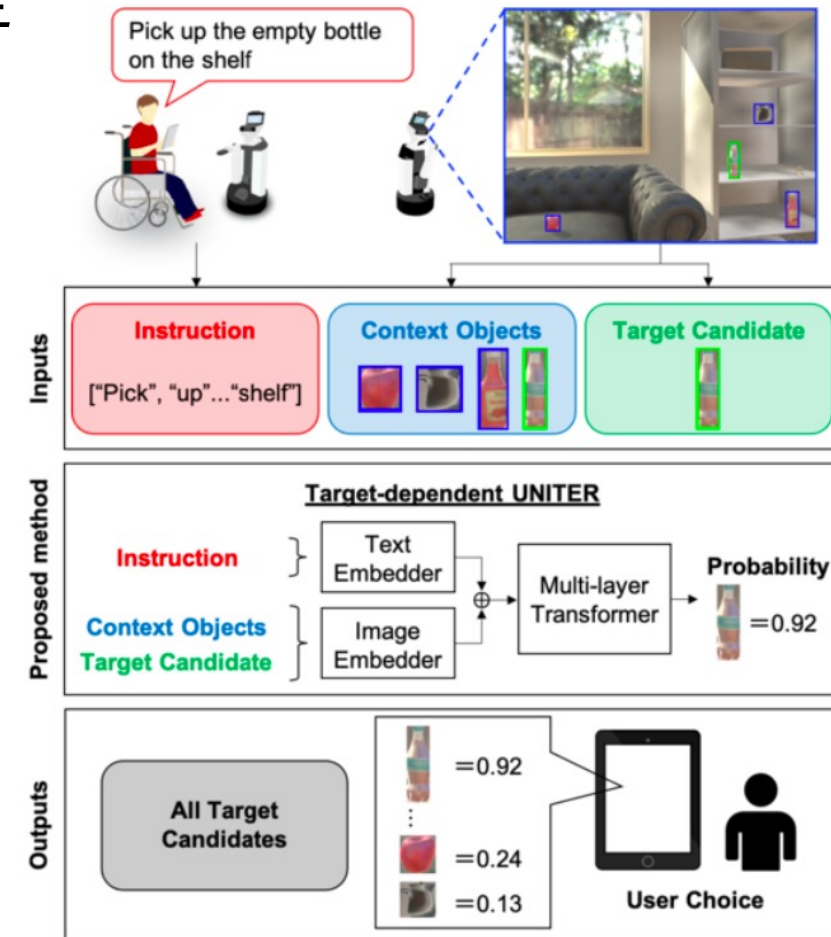 Pick up the empty bottle
on the shelf
Inputs
Instruction
["Pick", "up"..."shelf"]
Context Objects
Target Candidate
Proposed method
Target-dependent UNITER
Instruction
Context Objects
Target Candidate
Text
Embedder
Image
Embedder
Multi-layer
Transformer
Probability
=0.92
Outputs
All Target
Candidates
=0.92
⋮
=0.24
=0.13
User Choice